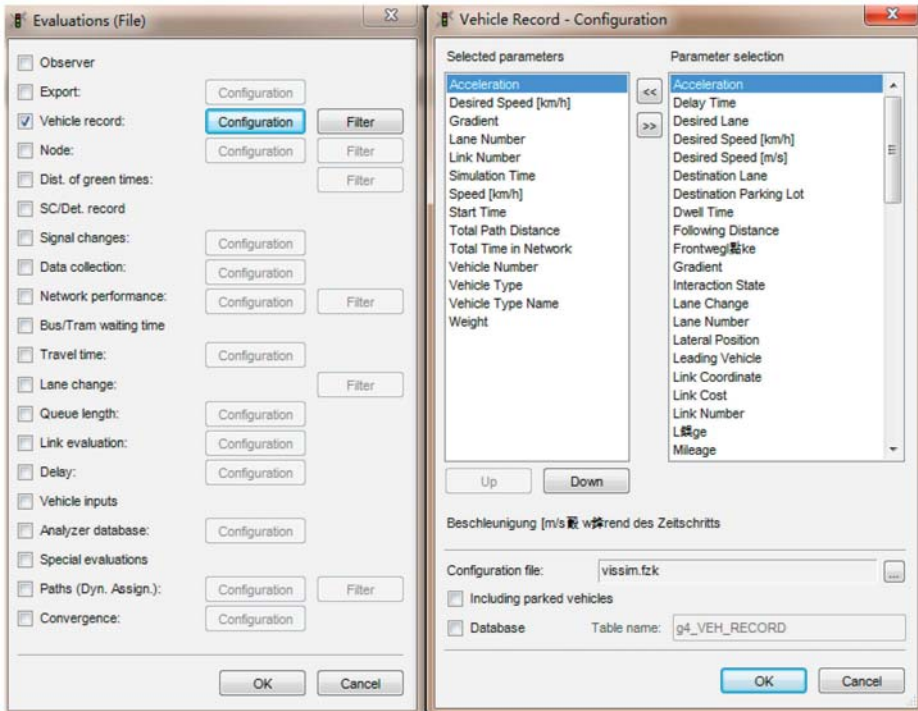 Evaluations (File)
Observer
Export: Configuration
Vehicle record: Configuration Filter
Node: Configuration Filter
Dist. of green times: Filter
SC/Det. record
Signal changes: Configuration
Data collection: Configuration
Network performance: Configuration Filter
Bus/Tram waiting time
Travel time: Configuration
Lane change: Filter
Queue length: Configuration
Link evaluation: Configuration
Delay: Configuration
Vehicle inputs
Analyzer database: Configuration
Special evaluations
Paths (Dyn. Assign.): Configuration Filter
Convergence: Configuration
OK Cancel
Vehicle Record - Configuration
Selected parameters
Acceleration
Desired Speed [km/h]
Gradient
Lane Number
Link Number
Simulation Time
Speed [km/h]
Start Time
Total Path Distance
Total Time in Network
Vehicle Number
Vehicle Type
Vehicle Type Name
Weight
<<
>>
Parameter selection
Acceleration
Delay Time
Desired Lane
Desired Speed [km/h]
Desired Speed [m/s]
Destination Lane
Destination Parking Lot
Dwell Time
Following Distance
Gradient
Interaction State
Lane Change
Lane Number
Lateral Position
Leading Vehicle
Link Coordinate
Link Cost
Link Number
Mileage
Up Down
Beschleunigung [m/s des Zeitschritts
Configuration file: vissim.fzk ...
Including parked vehicles
Database Table name: g4_VEH_RECORD
OK Cancel